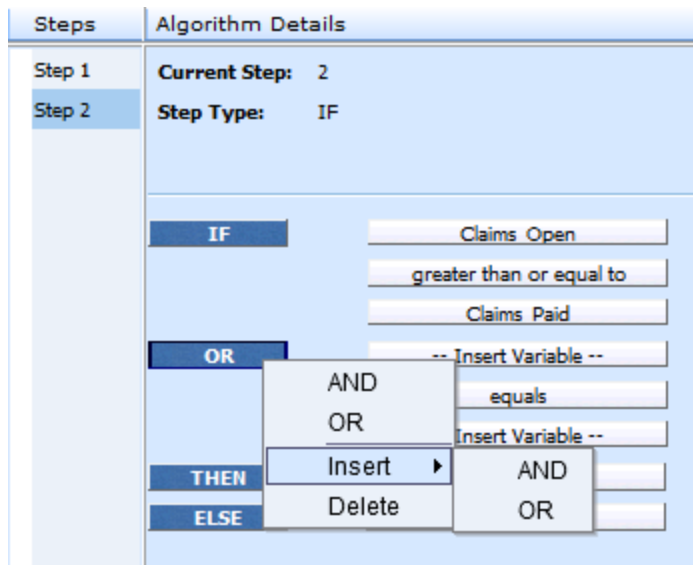 Steps
Algorithm Details
Step 1
Current Step: 2
Step 2
Step Type: IF
IF
Claims Open
greater than or equal to
Claims Paid
OR
-- Insert Variable --
AND
equals
OR
Insert Variable --
THEN
Insert
AND
ELSE
Delete
OR